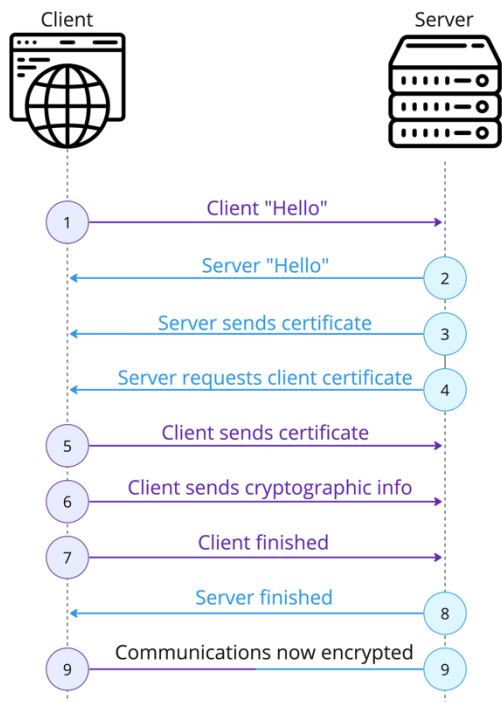 Client
Server
Client "Hello"
1
Server "Hello"
2
Server sends certificate
3
Server requests client certificate
4
Client sends certificate
5
Client sends cryptographic info
6
Client finished
7
Server finished
8
Communications now encrypted
9
9